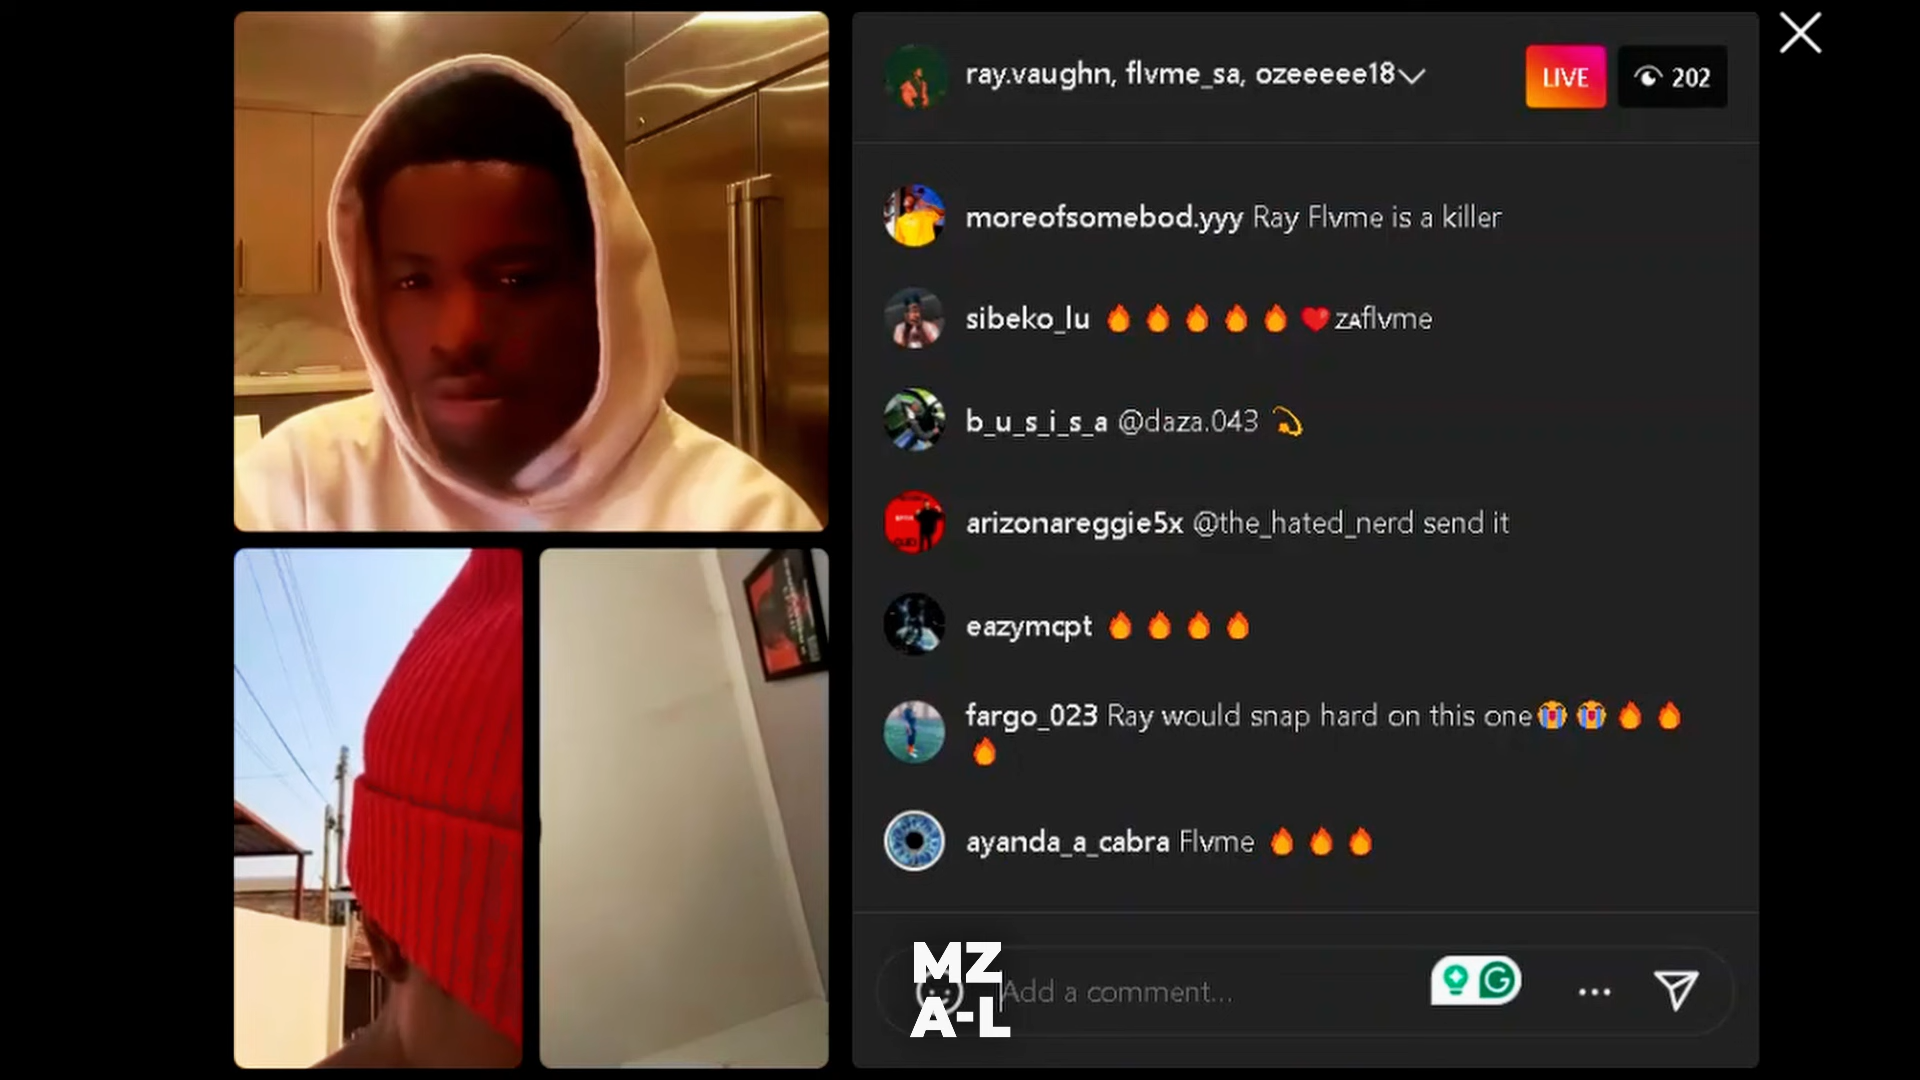 ray.vaughn, flvme_sa, ozeeeee18
LIVE
202
moreofsomebod.yyy Ray Flvme is a killer
sibeko_lu 🔥🔥🔥🔥🔥❤️ZAflvme
b_u_s_i_s_a @daza.043 💫
arizonareggie5x @the_hated_nerd send it
eazymcpt 🔥🔥🔥🔥
fargo_023 Ray would snap hard on this one😭😭🔥🔥
🔥
ayanda_a_cabra Flvme 🔥🔥🔥
Add a comment...
MZ
A-L